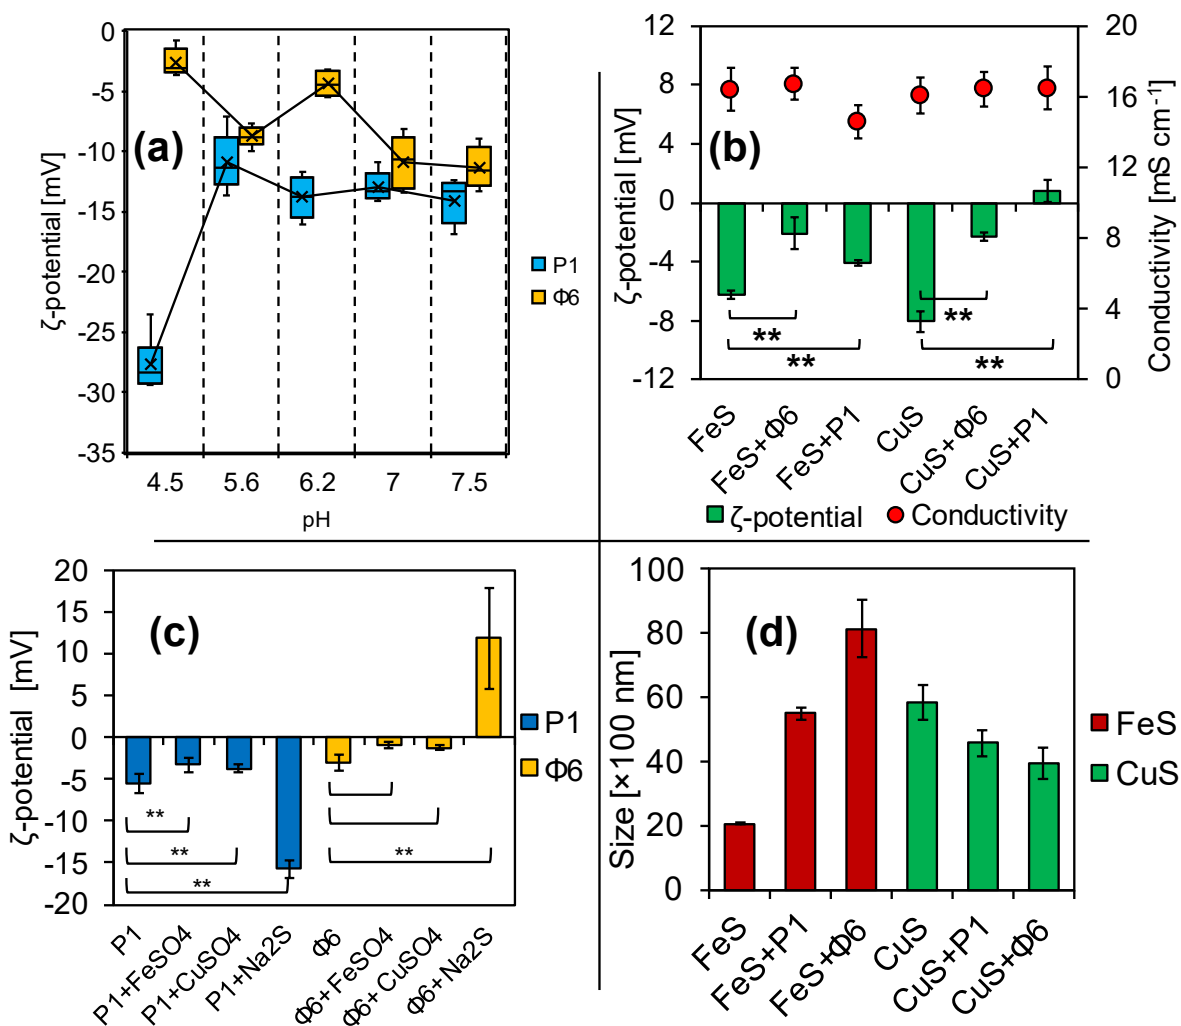 (a)
ζ-potential [mV]
0
-5
-10
-15
-20
-25
-30
-35
4.5 5.6 6.2 7 7.5
pH
P1
Φ6
(b)
ζ-potential [mV]
12
8
4
0
-4
-8
-12
20
16
12
8
4
0
Conductivity [mS cm⁻¹]
**
**
**
**
FeS FeS+Φ6 FeS+P1 CuS CuS+Φ6 CuS+P1
ζ-potential Conductivity
(c)
ζ-potential [mV]
20
15
10
5
0
-5
-10
-15
-20
**
**
**
**
P1 P1+FeSO4 P1+CuSO4 P1+Na2S Φ6 Φ6+FeSO4 Φ6+ CuSO4 Φ6+Na2S
P1
Φ6
(d)
Size [×100 nm]
100
80
60
40
20
0
FeS FeS+P1 FeS+Φ6 CuS CuS+P1 CuS+Φ6
FeS
CuS